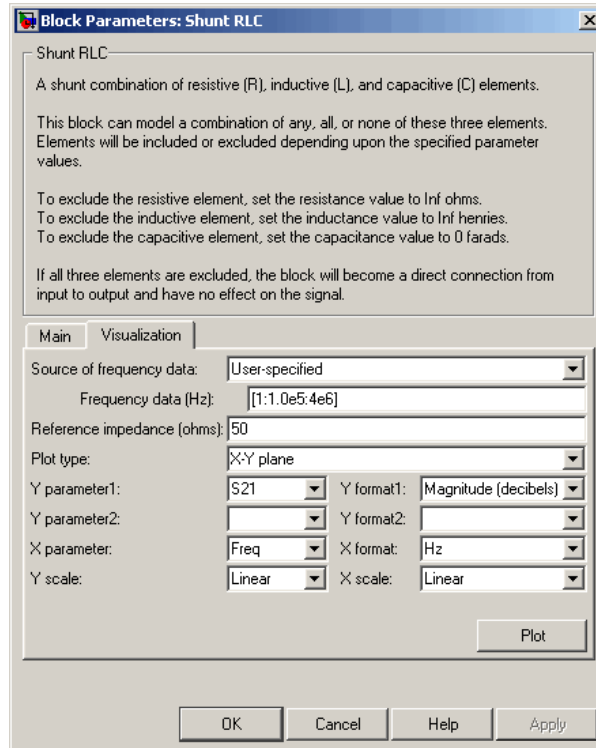 Block Parameters: Shunt RLC
Shunt RLC
A shunt combination of resistive (R), inductive (L), and capacitive (C) elements.
This block can model a combination of any, all, or none of these three elements.
Elements will be included or excluded depending upon the specified parameter
values.
To exclude the resistive element, set the resistance value to Inf ohms.
To exclude the inductive element, set the inductance value to Inf henries.
To exclude the capacitive element, set the capacitance value to 0 farads.
If all three elements are excluded, the block will become a direct connection from
input to output and have no effect on the signal.
Main Visualization
Source of frequency data: User-specified
Frequency data (Hz): [1:1.0e5:4e6]
Reference impedance (ohms): 50
Plot type: X-Y plane
Y parameter1: S21 Y format1: Magnitude (decibels)
Y parameter2: Y format2:
X parameter: Freq X format: Hz
Y scale: Linear X scale: Linear
Plot
OK Cancel Help Apply